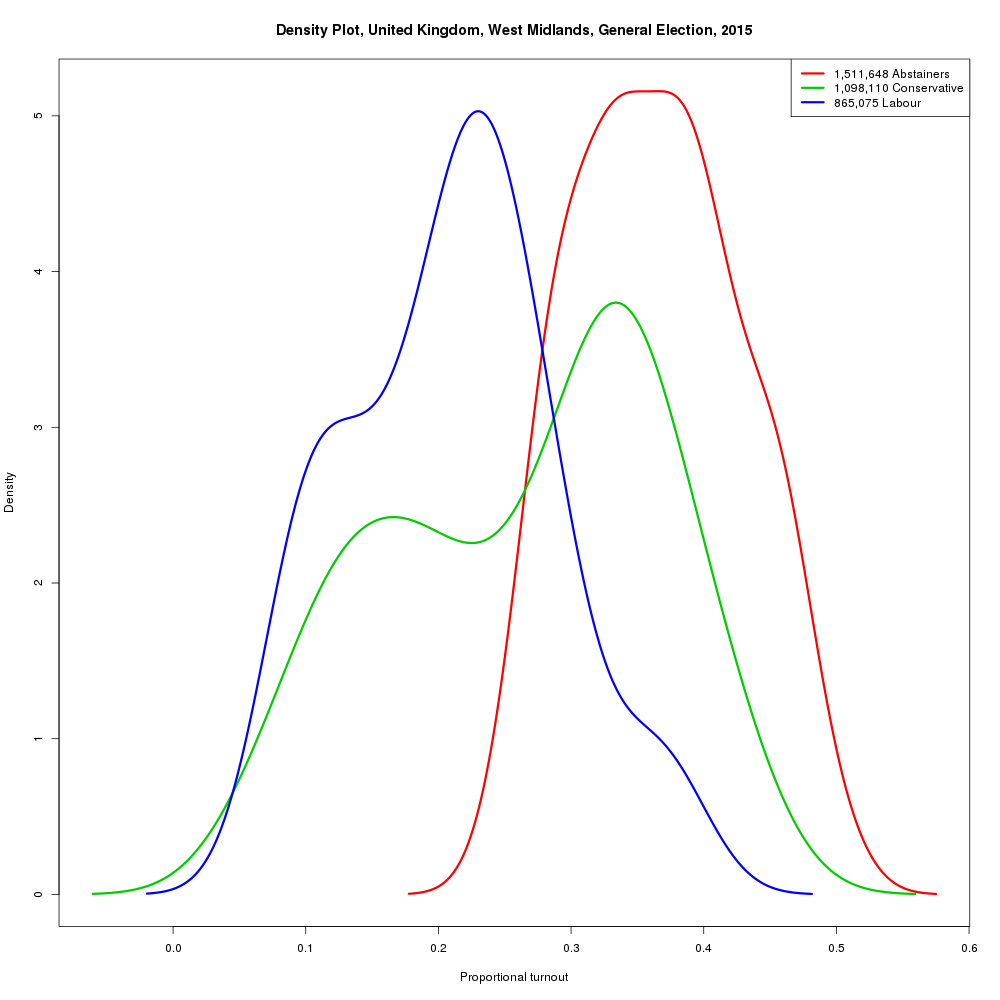 Density Plot, United Kingdom, West Midlands, General Election, 2015
1,511,648 Abstainers
1,098,110 Conservative
865,075 Labour
Density
5
4
3
2
1
0
0.0 0.1 0.2 0.3 0.4 0.5 0.6
Proportional turnout